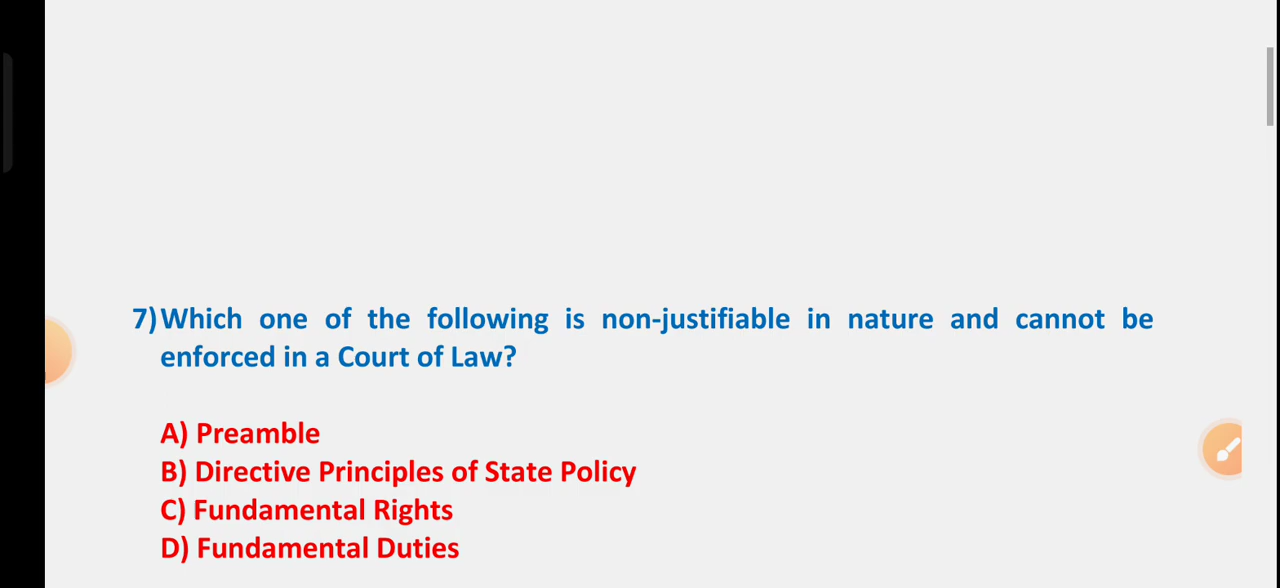 7) Which one of the following is non-justifiable in nature and cannot be
enforced in a Court of Law?
A) Preamble
B) Directive Principles of State Policy
C) Fundamental Rights
D) Fundamental Duties